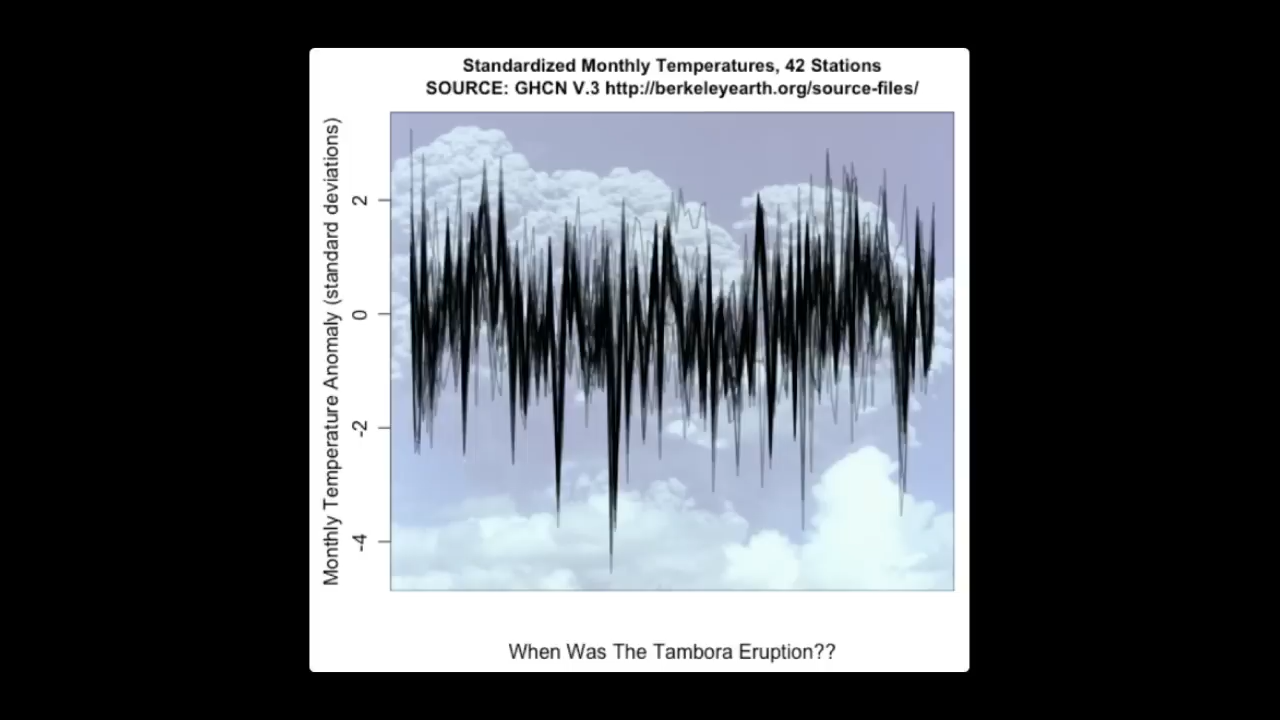 Standardized Monthly Temperatures, 42 Stations
SOURCE: GHCN V.3 http://berkeleyearth.org/source-files/
Monthly Temperature Anomaly (standard deviations)
2
0
-2
-4
When Was The Tambora Eruption??